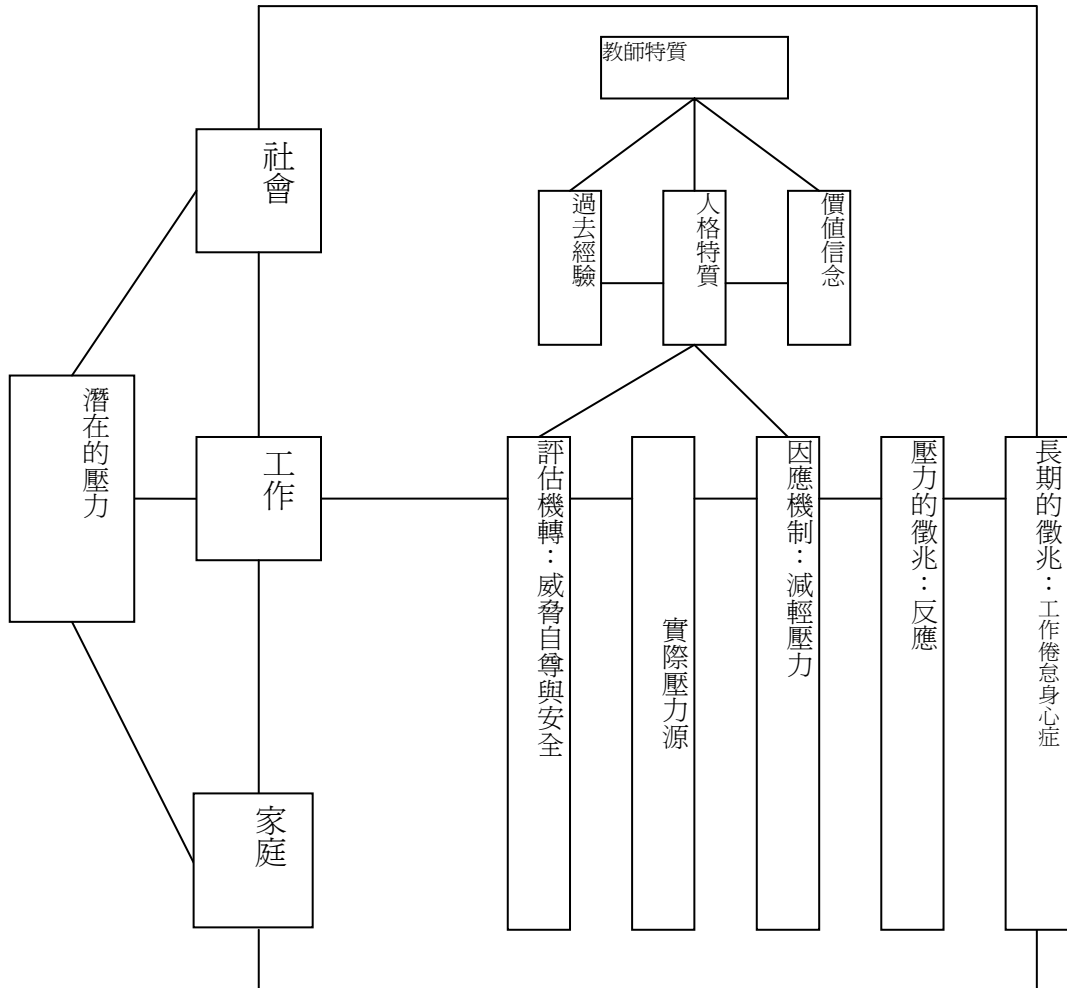 教師特質
社會
過去經驗
人格特質
價值信念
潛在的壓力
工作
評估機轉：威脅自尊與安全
實際壓力源
因應機制：減輕壓力
壓力的徵兆：反應
長期的徵兆：工作倦怠身心症
家庭